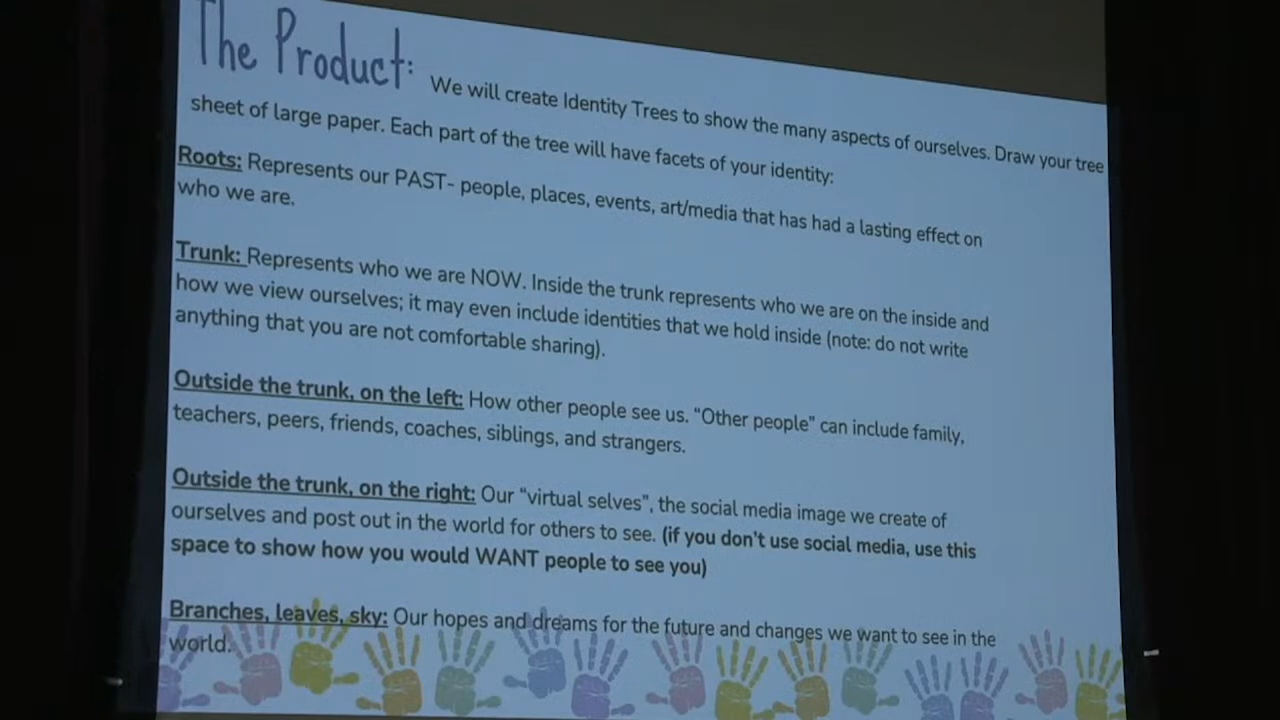 The Product: We will create Identity Trees to show the many aspects of ourselves. Draw your tree
sheet of large paper. Each part of the tree will have facets of your identity:
Roots: Represents our PAST- people, places, events, art/media that has had a lasting effect on
who we are.
Trunk: Represents who we are NOW. Inside the trunk represents who we are on the inside and
how we view ourselves; it may even include identities that we hold inside (note: do not write
anything that you are not comfortable sharing).
Outside the trunk, on the left: How other people see us. "Other people" can include family,
teachers, peers, friends, coaches, siblings, and strangers.
Outside the trunk, on the right: Our "virtual selves", the social media image we create of
ourselves and post out in the world for others to see. (if you don't use social media, use this
space to show how you would WANT people to see you)
Branches, leaves, sky: Our hopes and dreams for the future and changes we want to see in the
world.